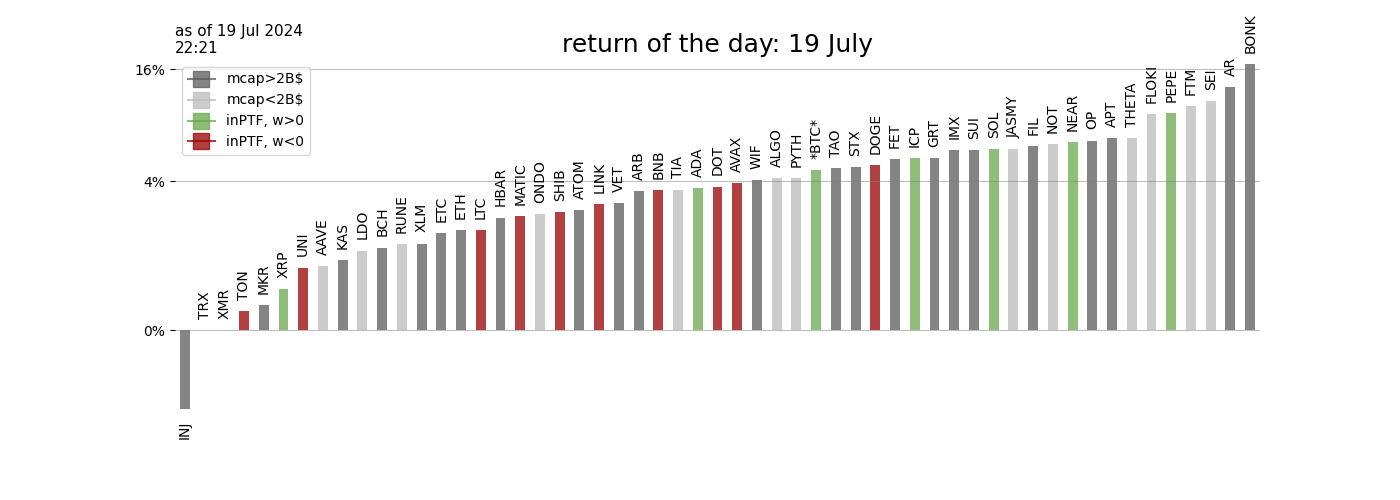 as of 19 Jul 2024
22:21
return of the day: 19 July
16%
4%
0%
mcap>2B$
mcap<2B$
inPTF, w>0
inPTF, w<0
INJ
TRX
XMR
TON
MKR
XRP
UNI
AAVE
KAS
LDO
BCH
RUNE
XLM
ETC
ETH
LTC
HBAR
MATIC
ONDO
SHIB
ATOM
LINK
VET
ARB
BNB
TIA
ADA
DOT
AVAX
WIF
ALGO
PYTH
*BTC*
TAO
STX
DOGE
FET
ICP
GRT
IMX
SUI
SOL
JASMY
FIL
NOT
NEAR
OP
APT
THETA
FLOKI
PEPE
FTM
SEI
AR
BONK